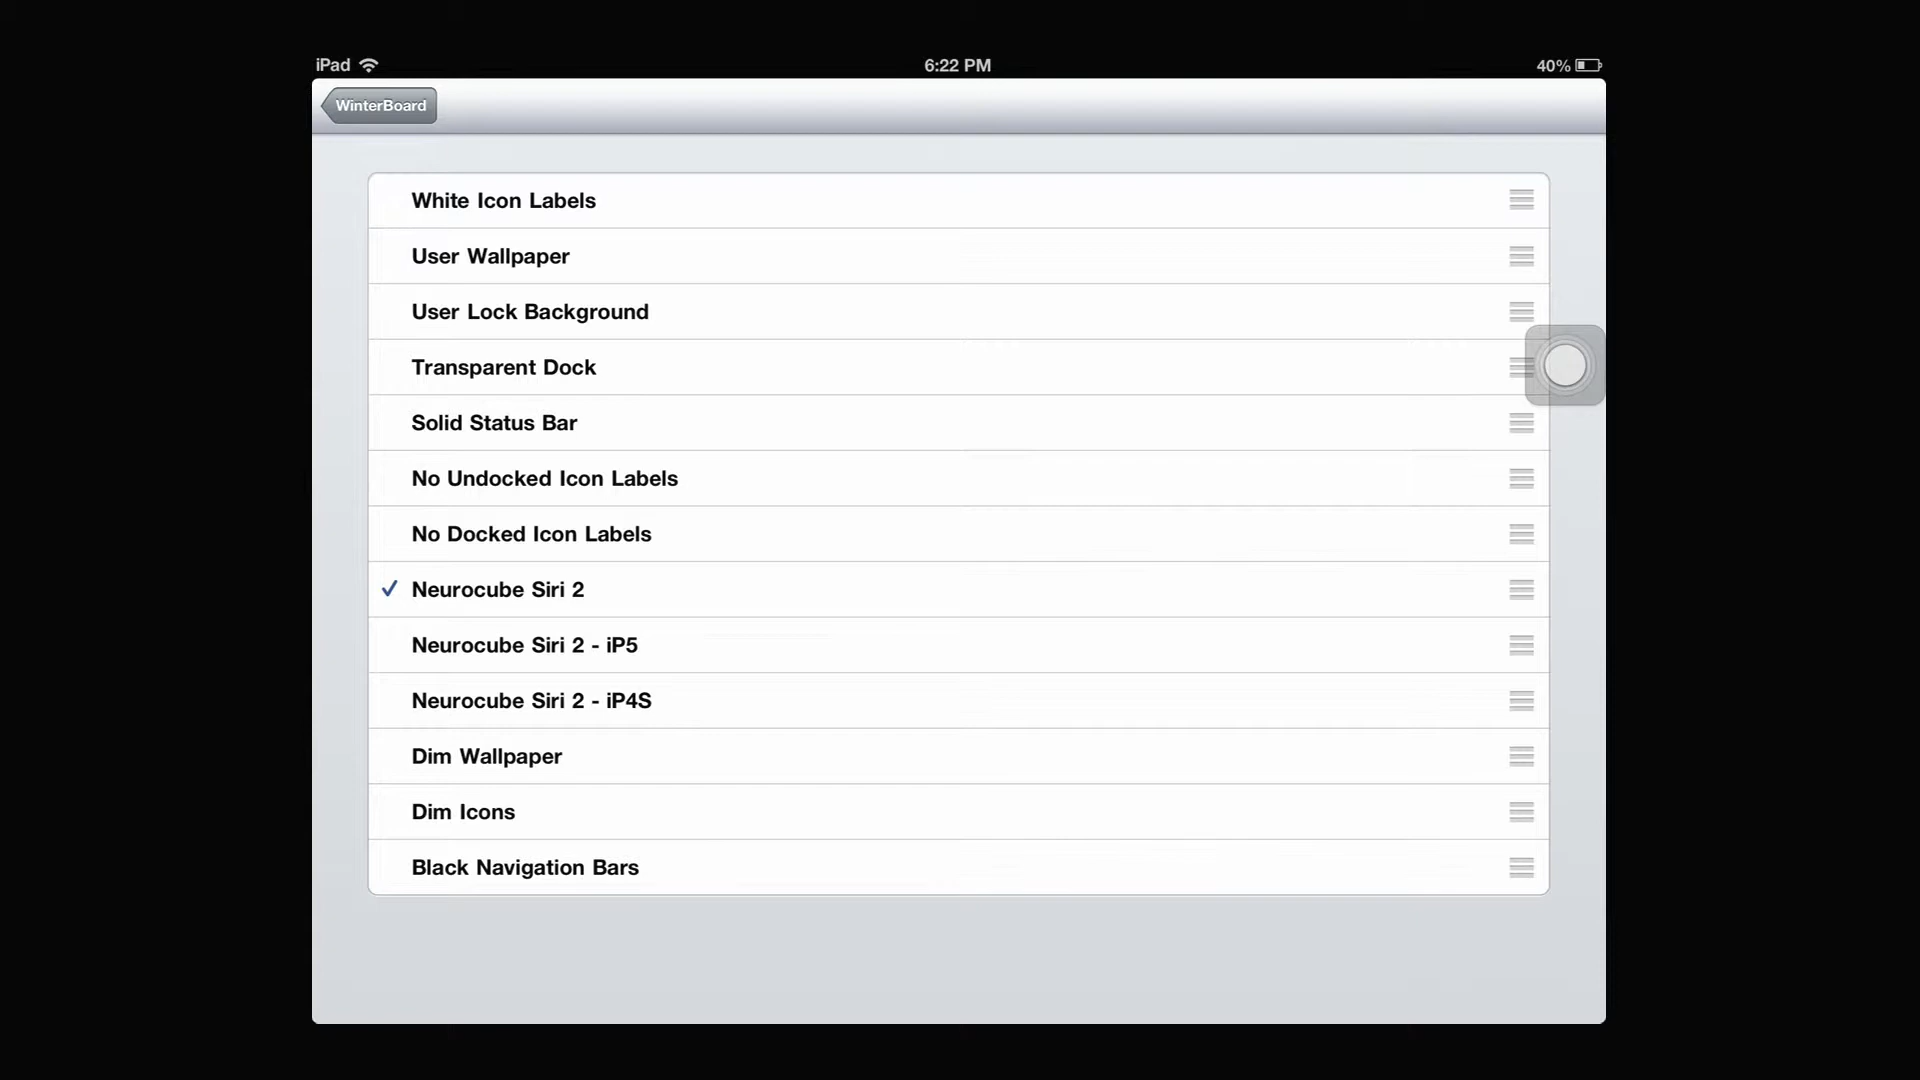 iPad
6:22 PM
40%
WinterBoard
White Icon Labels
User Wallpaper
User Lock Background
Transparent Dock
Solid Status Bar
No Undocked Icon Labels
No Docked Icon Labels
Neurocube Siri 2
Neurocube Siri 2 - iP5
Neurocube Siri 2 - iP4S
Dim Wallpaper
Dim Icons
Black Navigation Bars